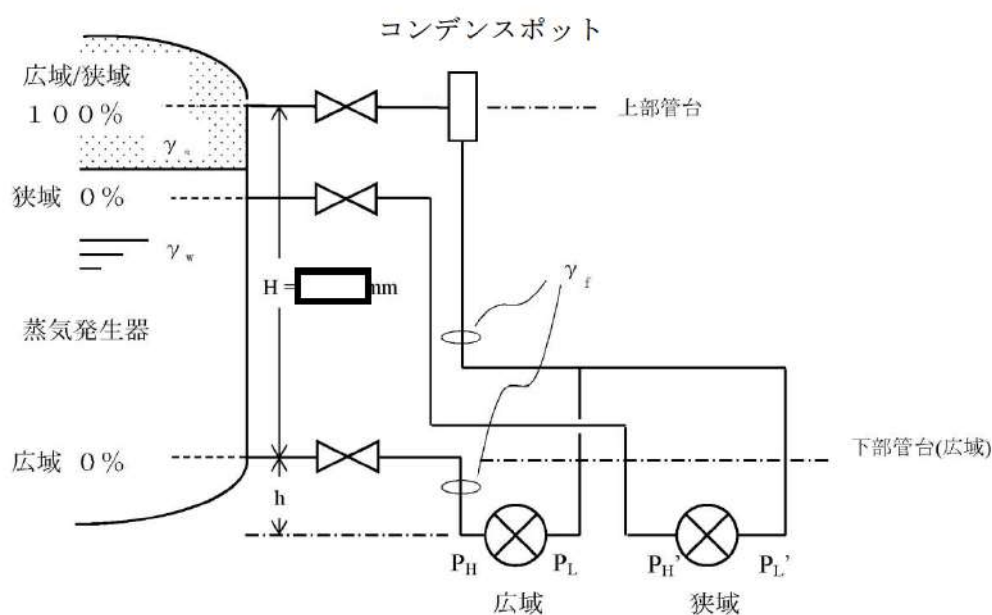 コンデンスポット
広域/狭域
１００％
上部管台
γ
狭域 ０％
γ w
γ f
H = mm
蒸気発生器
広域 ０％
下部管台(広域)
h
PH PL PH' PL'
広域 狭域